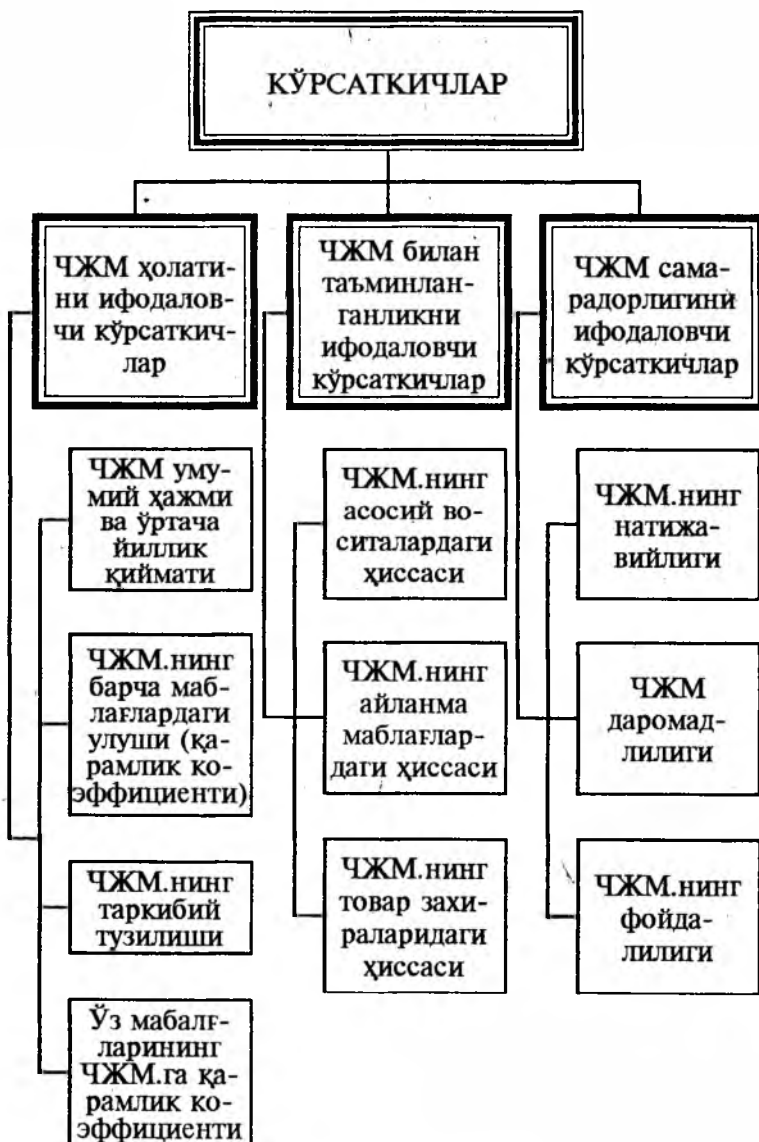 КЎРСАТКИЧЛАР
ЧЖМ ҳолати-
ни ифодалов-
чи кўрсаткич-
лар
ЧЖМ билан
таъминлан-
ганликни
ифодаловчи
кўрсаткичлар
ЧЖМ сама-
радорлигини
ифодаловчи
кўрсаткичлар
ЧЖМ уму-
мий ҳажми
ва ўртача
йиллик
қиймати
ЧЖМ.нинг
барча маб-
лағлардаги
улуши (қа-
рамлик ко-
эффициенти)
ЧЖМ.нинг
таркибий
тузилиши
Ўз мабалғ-
ларининг
ЧЖМ.га қа-
рамлик ко-
эффициенти
ЧЖМ.нинг
асосий во-
ситалардаги
ҳиссаси
ЧЖМ.нинг
айланма
маблағлар-
даги ҳиссаси
ЧЖМ.нинг
товар захи-
раларидаги
ҳиссаси
ЧЖМ.нинг
натижа-
вийлиги
ЧЖМ
даромад-
лилиги
ЧЖМ.нинг
фойда-
лилиги